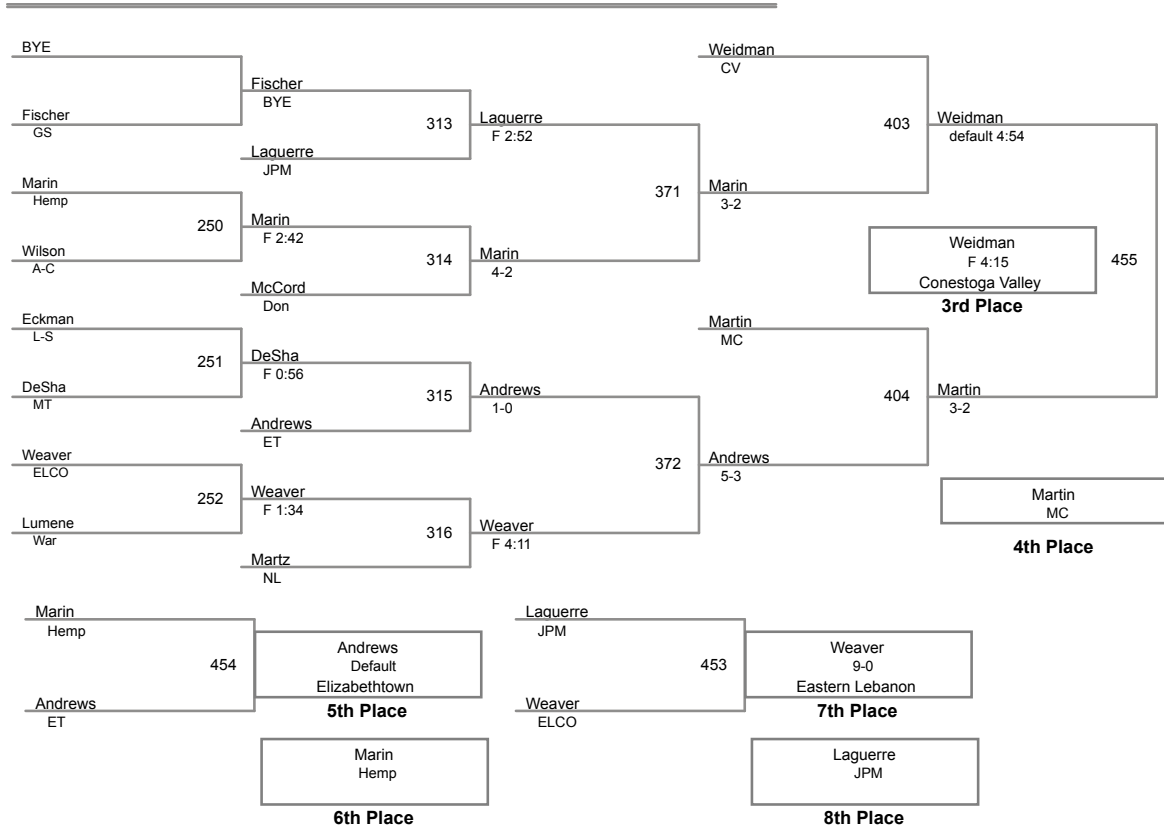 BYE
Fischer
GS
Marin
Hemp
Wilson
A-C
Eckman
L-S
DeSha
MT
Weaver
ELCO
Lumene
War
250
251
252
Fischer
BYE
Laguerre
JPM
Marin
F 2:42
McCord
Don
DeSha
F 0:56
Andrews
ET
Weaver
F 1:34
Martz
NL
313
314
315
316
Laguerre
F 2:52
Marin
4-2
Andrews
1-0
Weaver
F 4:11
371
372
Weidman
CV
Marin
3-2
Martin
MC
Andrews
5-3
403
404
Weidman
default 4:54
Martin
3-2
455
Weidman
F 4:15
Conestoga Valley
3rd Place
Martin
MC
4th Place
Marin
Hemp
Andrews
ET
454
Andrews
Default
Elizabethtown
5th Place
Marin
Hemp
6th Place
Laguerre
JPM
Weaver
ELCO
453
Weaver
9-0
Eastern Lebanon
7th Place
Laguerre
JPM
8th Place